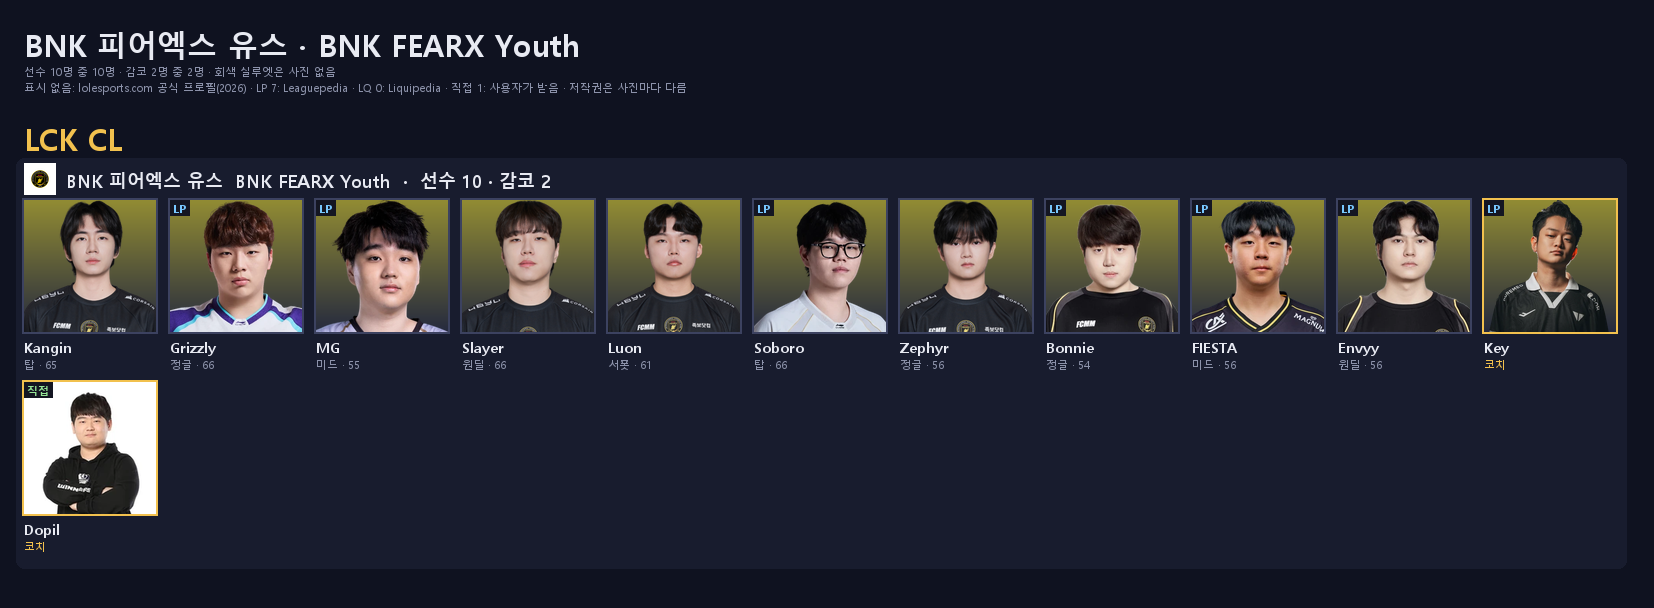 BNK 피어엑스 유스 · BNK FEARX Youth
선수 10명 중 10명 · 감코 2명 중 2명 · 회색 실루엣은 사진 없음
표시 없음: lolesports.com 공식 프로필(2026) · LP 7: Leaguepedia · LQ 0: Liquipedia · 직접 1: 사용자가 받음 · 저작권은 사진마다 다름
LCK CL
BNK 피어엑스 유스 BNK FEARX Youth · 선수 10 · 감코 2
LP LP LP LP LP LP LP
FCMM FCMM FCMM FCMM
Kangin Grizzly MG Slayer Luon Soboro Zephyr Bonnie FIESTA Envyy Key
탑 · 65 정글 · 66 미드 · 55 원딜 · 66 서폿 · 61 탑 · 66 정글 · 56 정글 · 54 미드 · 56 원딜 · 56 코치
직접
Dopil
코치